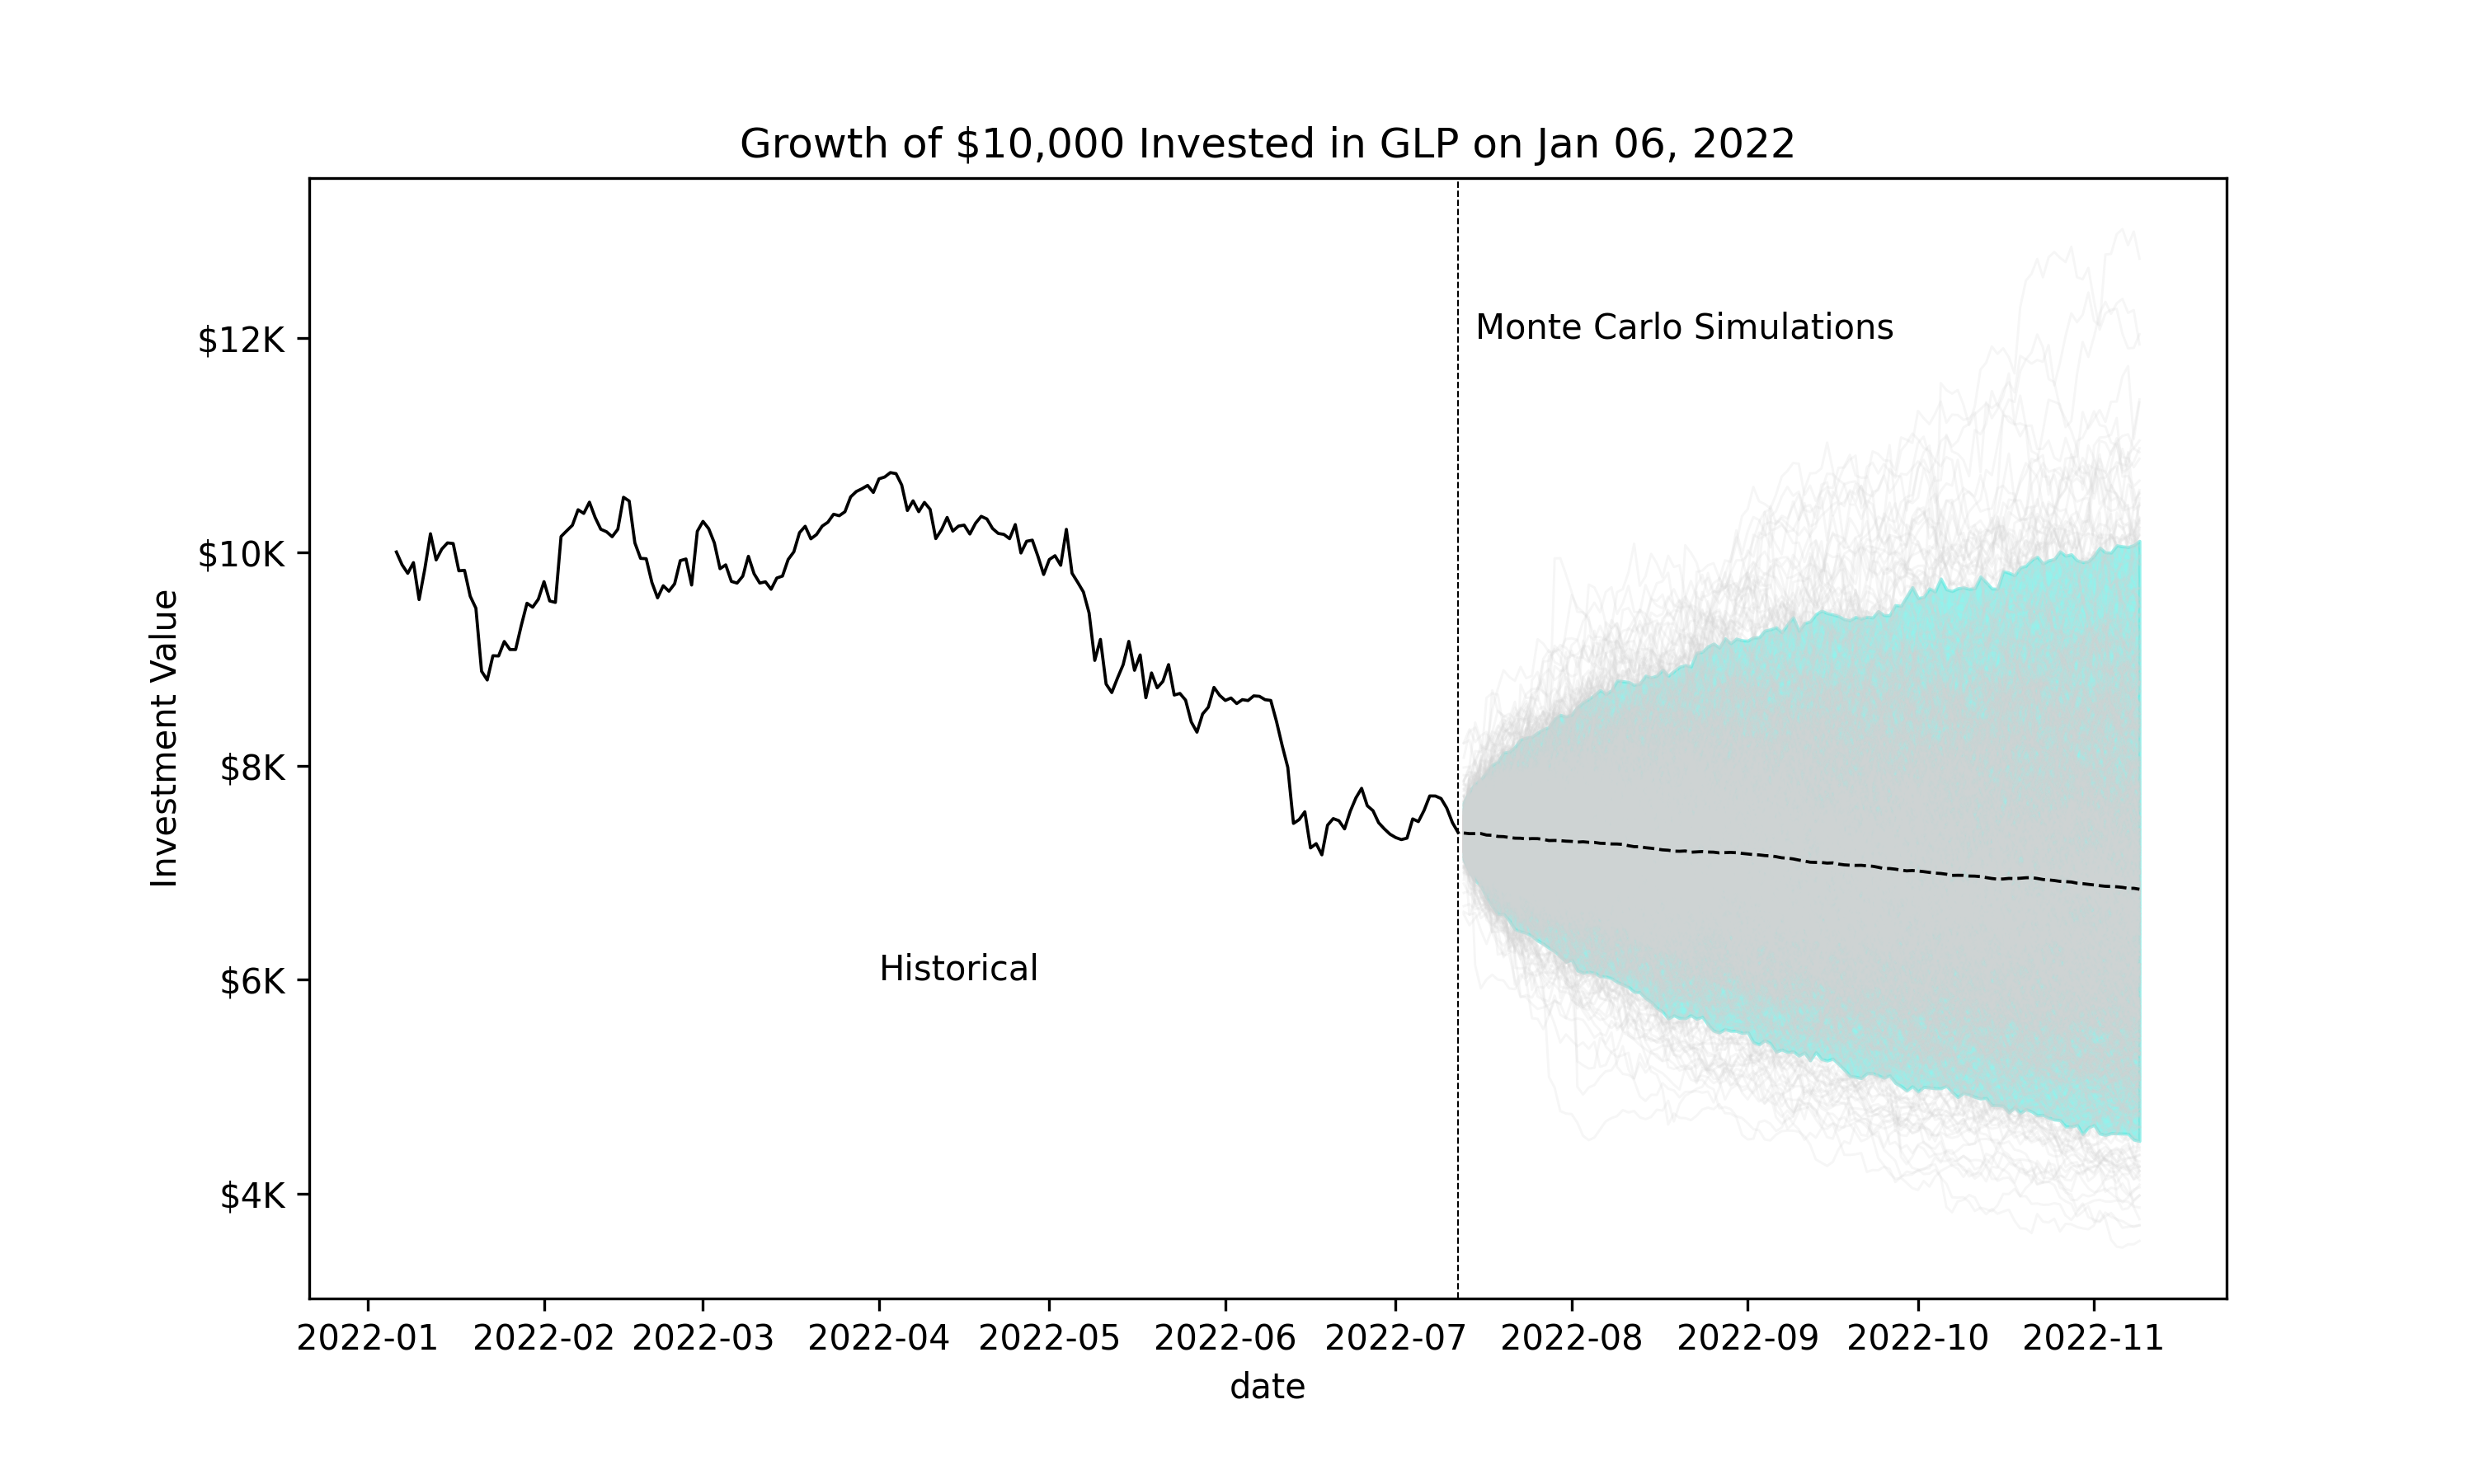 Growth of $10,000 Invested in GLP on Jan 06, 2022
Investment Value
$12K
$10K
$8K
$6K
$4K
Monte Carlo Simulations
Historical
2022-01 2022-02 2022-03 2022-04 2022-05 2022-06 2022-07 2022-08 2022-09 2022-10 2022-11
date